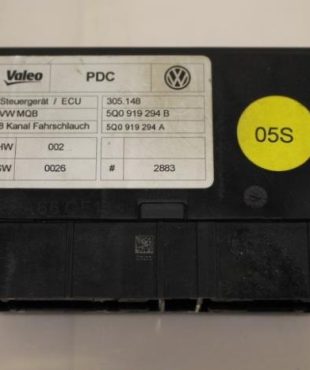 Valeo PDC
Steuergerät / ECU 305.148
VW MQB 5Q0 919 294 B
8 Kanal Fahrschlauch 5Q0 919 294 A
HW 002
SW 0026 # 2883
05S